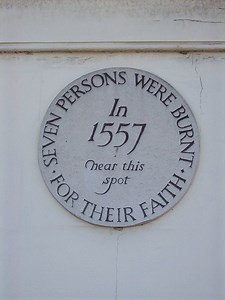 · SEVEN PERSONS WERE BURNT ·
In
1557
near this
spot
FOR THEIR FAITH